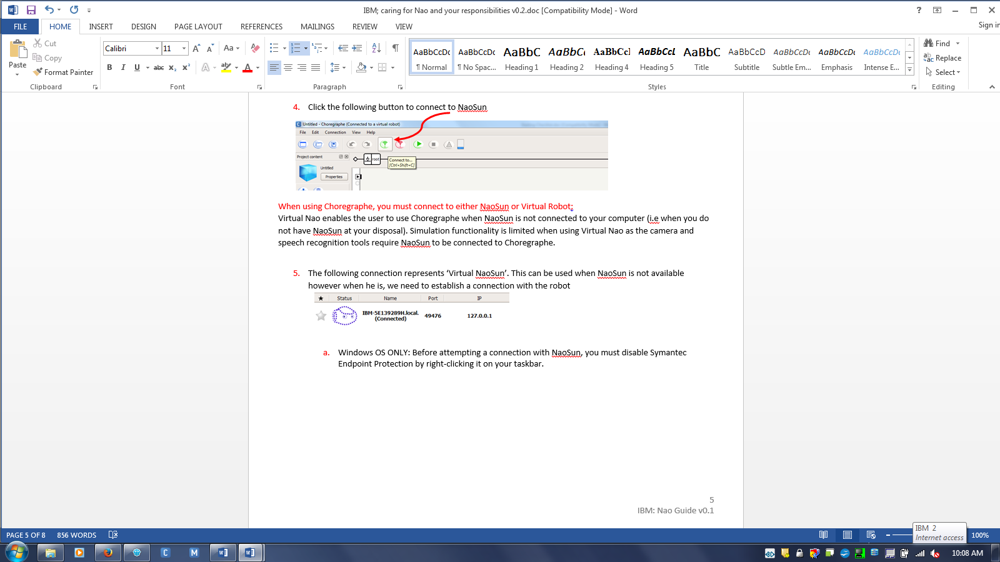 IBM; caring for Nao and your responsibilities v0.2.doc [Compatibility Mode] - Word
FILE HOME INSERT DESIGN PAGE LAYOUT REFERENCES MAILINGS REVIEW VIEW Sign in
Paste
Cut
Copy
Format Painter
Calibri 11
AaBbCcDc AaBbCcDc AaBbC AaBbCc AaBbCcI AaBbCcL AaBbC AaBbCcD AaBbCcDc AaBbCcDc AaBbCcDc
¶ Normal ¶ No Spac... Heading 1 Heading 2 Heading 4 Heading 5 Title Subtitle Subtle Em... Emphasis Intense E...
Find
Replace
Select
Clipboard Font Paragraph Styles Editing
4. Click the following button to connect to NaoSun
Untitled - Choregraphe (Connected to a virtual robot)
File Edit Connection View Help
Project content
root
Connect to...
[Ctrl+Shift+C]
Untitled
Properties
When using Choregraphe, you must connect to either NaoSun or Virtual Robot;
Virtual Nao enables the user to use Choregraphe when NaoSun is not connected to your computer (i.e when you do
not have NaoSun at your disposal). Simulation functionality is limited when using Virtual Nao as the camera and
speech recognition tools require NaoSun to be connected to Choregraphe.
5. The following connection represents ‘Virtual NaoSun’. This can be used when NaoSun is not available
however when he is, we need to establish a connection with the robot
Status Name Port IP
IBM-5E139289H.local.
(Connected) 49476 127.0.0.1
a. Windows OS ONLY: Before attempting a connection with NaoSun, you must disable Symantec
Endpoint Protection by right-clicking it on your taskbar.
5
IBM: Nao Guide v0.1
PAGE 5 OF 8 856 WORDS 100%
IBM 2
Internet access
10:08 AM